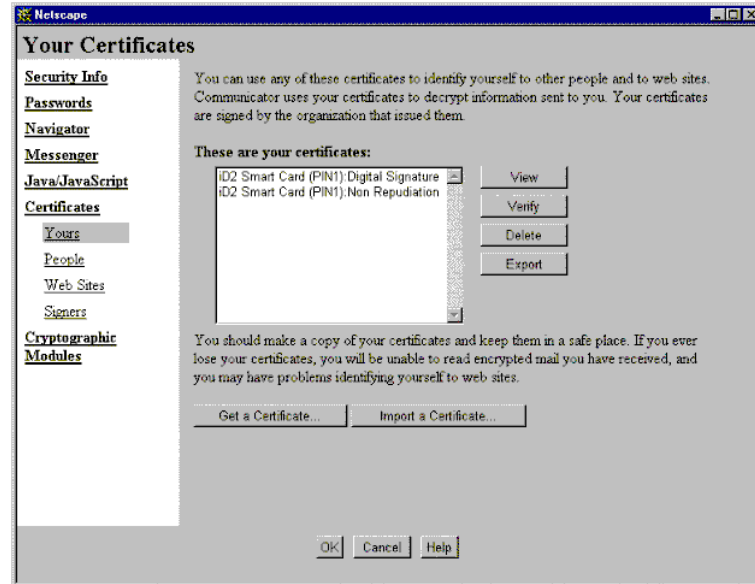 Netscape
Your Certificates
Security Info
Passwords
Navigator
Messenger
Java/JavaScript
Certificates
Yours
People
Web Sites
Signers
Cryptographic
Modules
You can use any of these certificates to identify yourself to other people and to web sites.
Communicator uses your certificates to decrypt information sent to you. Your certificates
are signed by the organization that issued them.
These are your certificates:
iD2 Smart Card (PIN1):Digital Signature
iD2 Smart Card (PIN1):Non Repudiation
View
Verify
Delete
Export
You should make a copy of your certificates and keep them in a safe place. If you ever
lose your certificates, you will be unable to read encrypted mail you have received, and
you may have problems identifying yourself to web sites.
Get a Certificate...
Import a Certificate...
OK
Cancel
Help